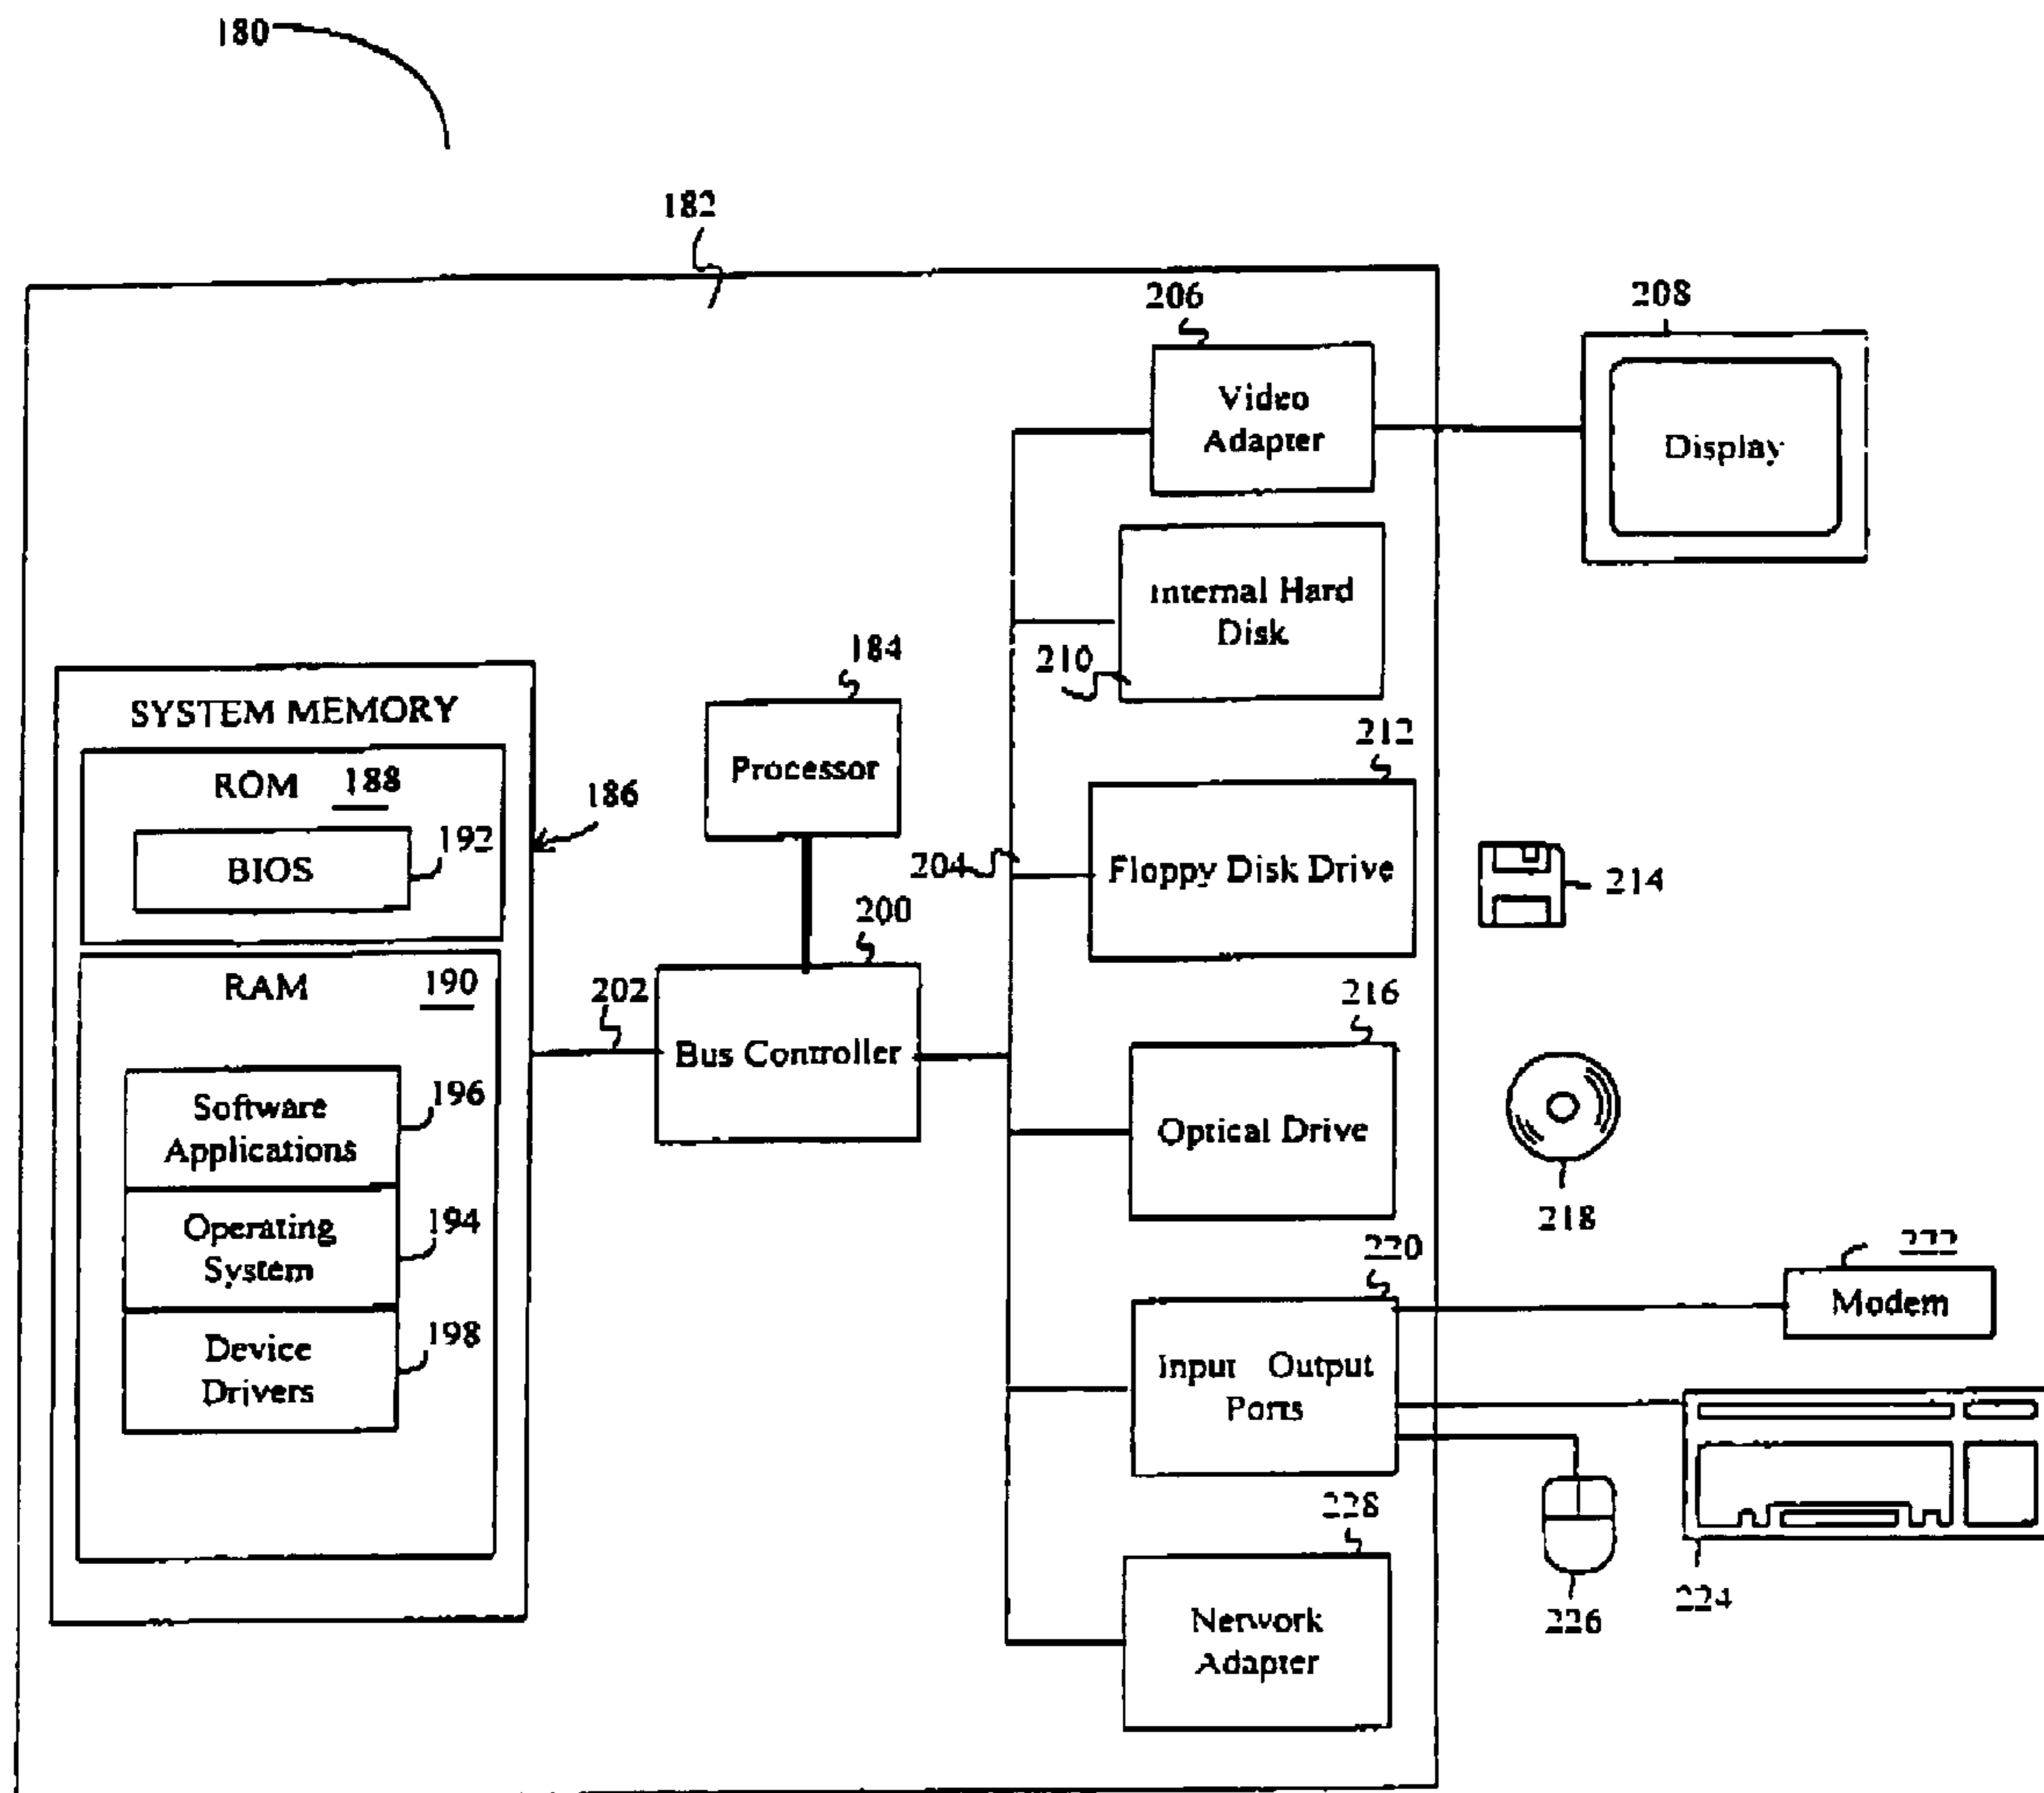 180
182
206
208
Video
Adapter
Display
Internal Hard
Disk
210
184
SYSTEM MEMORY
Processor
212
ROM 188
186
BIOS
192
204
Floppy Disk Drive
214
200
RAM 190
202
216
Bus Controller
Software
Applications
196
Optical Drive
218
Operating
System
194
220
222
Modem
Device
Drivers
198
Input Output
Ports
228
224
226
Network
Adapter